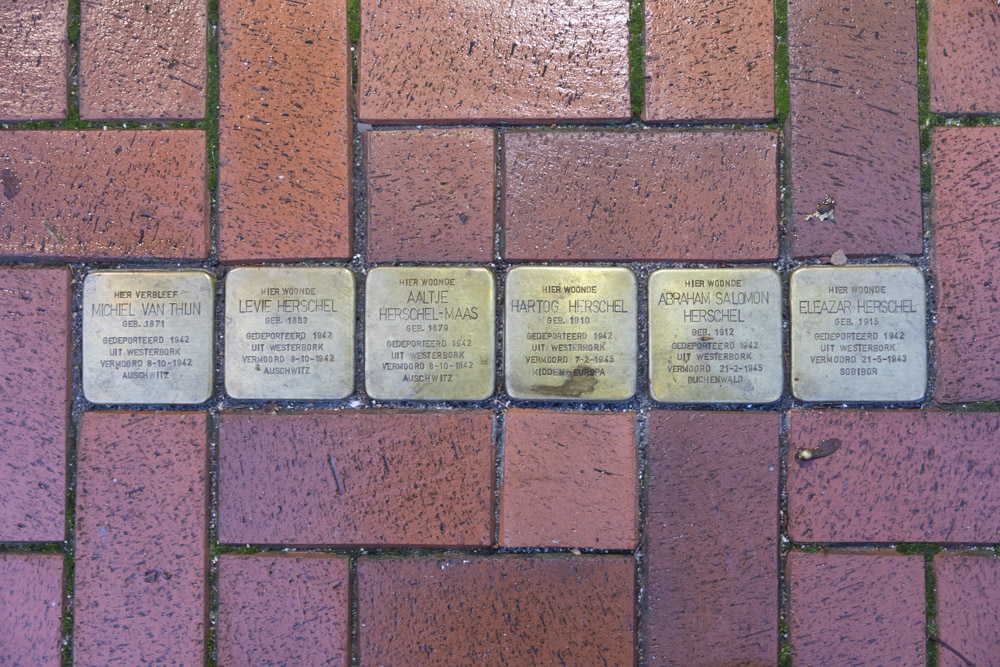 HIER VERBLEEF
MICHIEL VAN THIJN
GEB. 1871
GEDEPORTEERD 1942
UIT WESTERBORK
VERMOORD 8-10-1942
AUSCHWITZ
HIER WOONDE
LEVIE HERSCHEL
GEB. 1883
GEDEPORTEERD 1942
UIT WESTERBORK
VERMOORD 8-10-1942
AUSCHWITZ
HIER WOONDE
AALTJE
HERSCHEL-MAAS
GEB. 1879
GEDEPORTEERD 1942
UIT WESTERBORK
VERMOORD 8-10-1942
AUSCHWITZ
HIER WOONDE
HARTOG HERSCHEL
GEB. 1910
GEDEPORTEERD 1942
UIT WESTERBORK
VERMOORD 7-2-1945
MIDDEN-EUROPA
HIER WOONDE
ABRAHAM SALOMON
HERSCHEL
GEB. 1912
GEDEPORTEERD 1942
UIT WESTERBORK
VERMOORD 21-2-1945
BUCHENWALD
HIER WOONDE
ELEAZAR HERSCHEL
GEB. 1915
GEDEPORTEERD 1942
UIT WESTERBORK
VERMOORD 21-5-1943
SOBIBOR